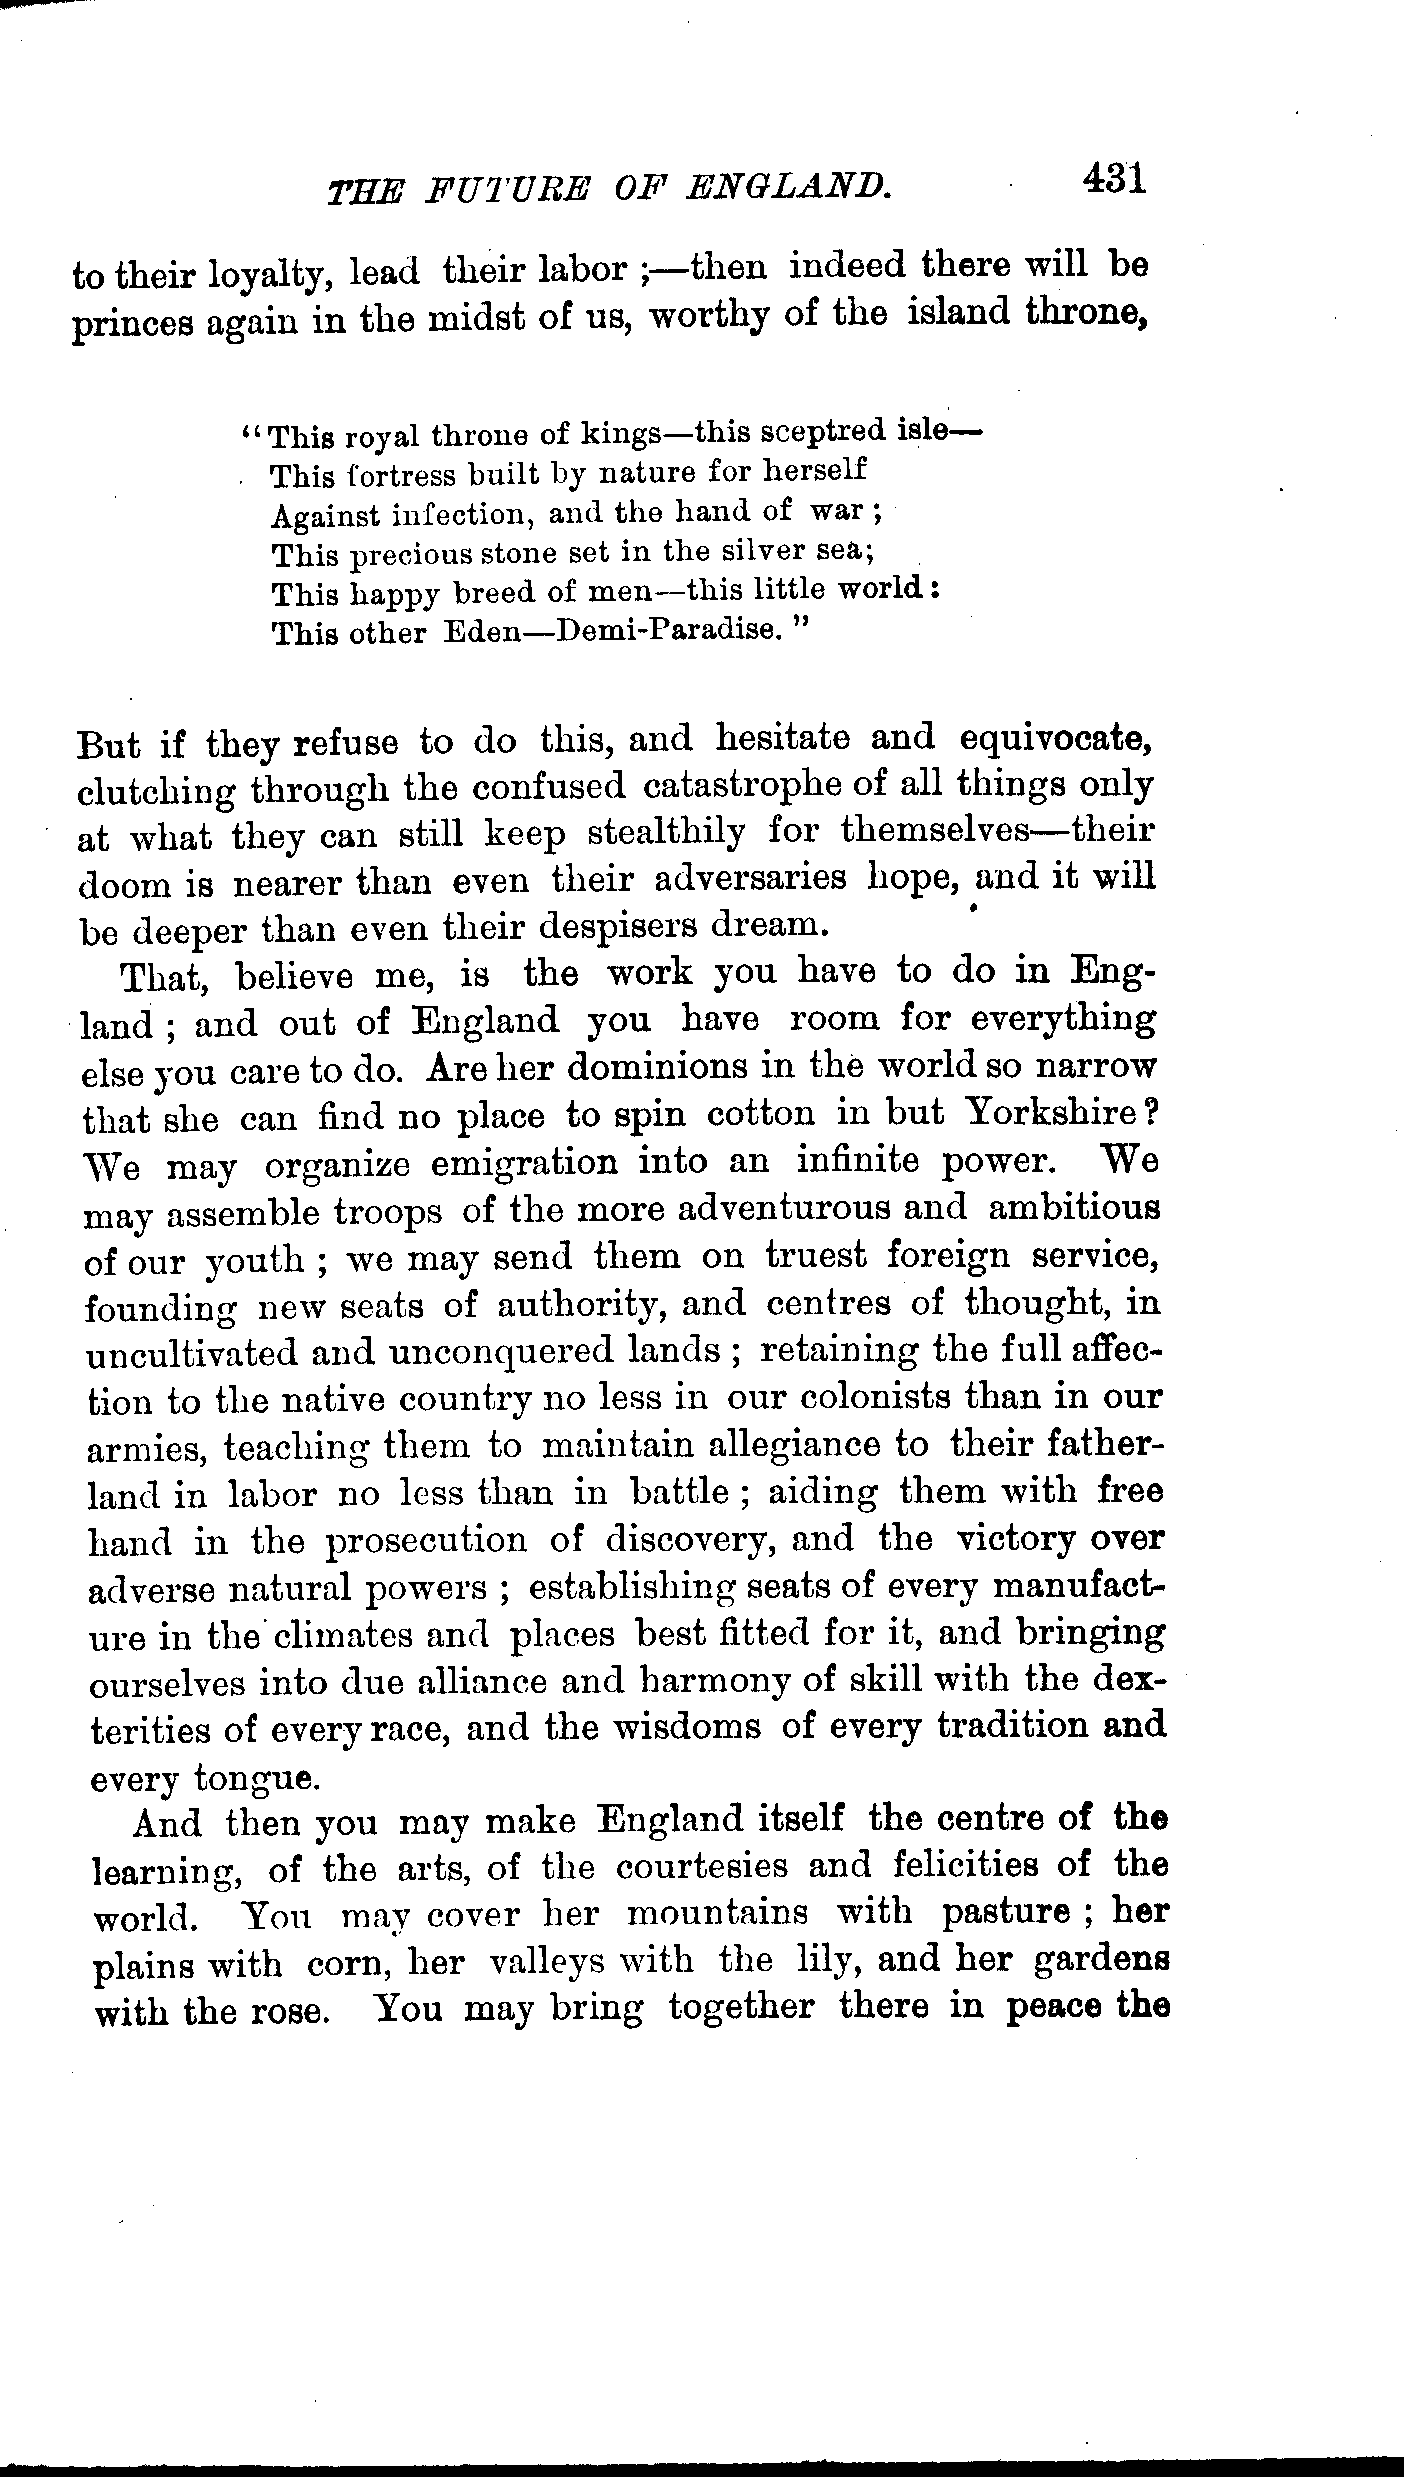 THE FUTURE OF ENGLAND. 431
to their loyalty, lead their labor ;—then indeed there will be
princes again in the midst of us, worthy of the island throne,
“This royal throne of kings—this sceptred isle—
This fortress built by nature for herself
Against infection, and the hand of war ;
This precious stone set in the silver sea;
This happy breed of men—this little world:
This other Eden—Demi-Paradise. ”
But if they refuse to do this, and hesitate and equivocate,
clutching through the confused catastrophe of all things only
at what they can still keep stealthily for themselves—their
doom is nearer than even their adversaries hope, and it will
be deeper than even their despisers dream.
That, believe me, is the work you have to do in Eng-
land ; and out of England you have room for everything
else you care to do. Are her dominions in the world so narrow
that she can find no place to spin cotton in but Yorkshire?
We may organize emigration into an infinite power. We
may assemble troops of the more adventurous and ambitious
of our youth ; we may send them on truest foreign service,
founding new seats of authority, and centres of thought, in
uncultivated and unconquered lands ; retaining the full affec-
tion to the native country no less in our colonists than in our
armies, teaching them to maintain allegiance to their father-
land in labor no less than in battle ; aiding them with free
hand in the prosecution of discovery, and the victory over
adverse natural powers ; establishing seats of every manufact-
ure in the climates and places best fitted for it, and bringing
ourselves into due alliance and harmony of skill with the dex-
terities of every race, and the wisdoms of every tradition and
every tongue.
And then you may make England itself the centre of the
learning, of the arts, of the courtesies and felicities of the
world. You may cover her mountains with pasture ; her
plains with corn, her valleys with the lily, and her gardens
with the rose. You may bring together there in peace the